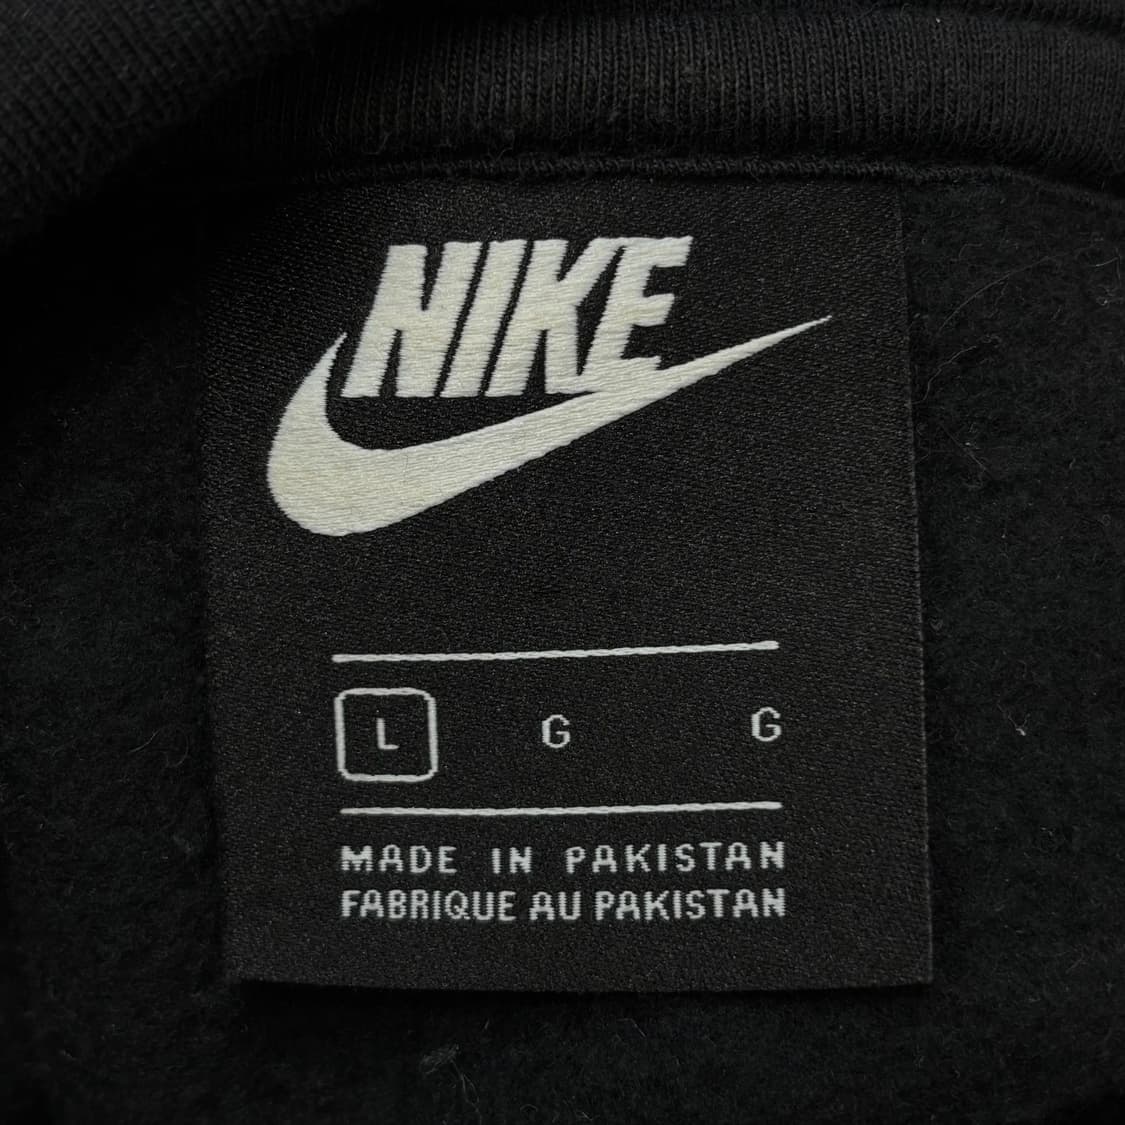 NIKE
L G G
MADE IN PAKISTAN
FABRIQUE AU PAKISTAN